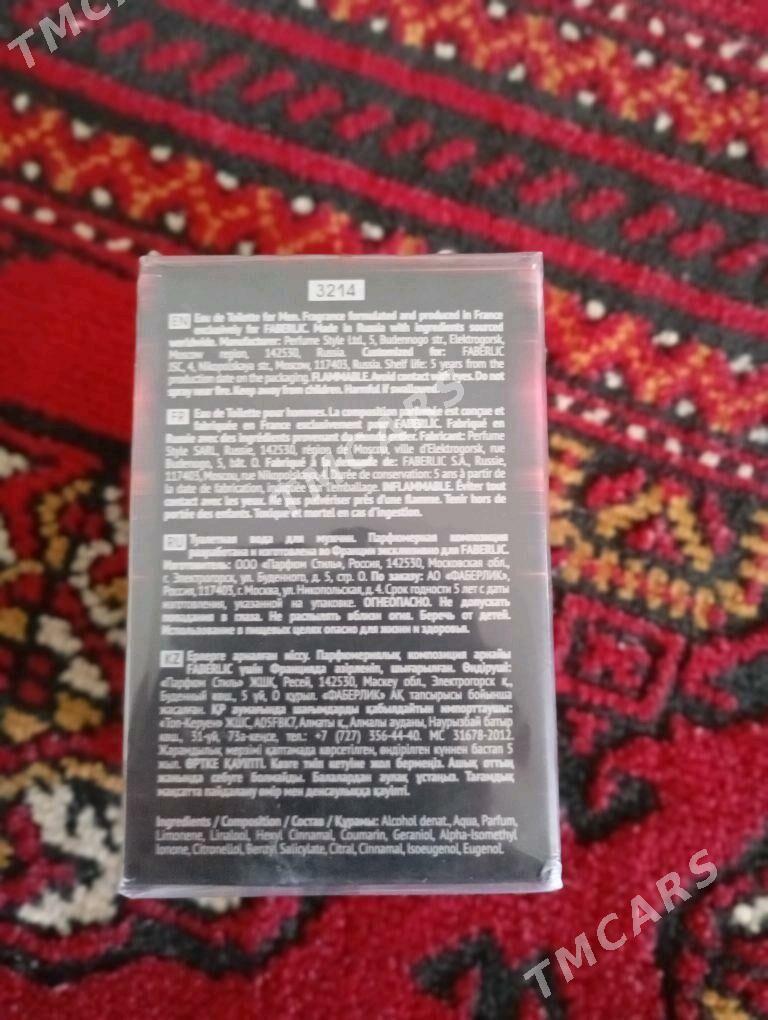 TMCARS
3214
EN Eau de Toilette for Men. Fragrance formulated and produced in France
exclusively for FABERLIC. Made in Russia with ingredients sourced
worldwide. Manufacturer: Perfume Style Ltd., 5, Budennogo str., Elektrogorsk,
Moscow region, 142530, Russia. Customized for: FABERLIC
JSC, 4, Nikopolskaya str., Moscow, 117403, Russia. Shelf life: 5 years from the
production date on the packaging. FLAMMABLE. Avoid contact with eyes. Do not
spray near fire. Keep away from children. Harmful if swallowed.
FR Eau de Toilette pour hommes. La composition parfumée est conçue et
fabriquée en France exclusivement pour FABERLIC. Fabriqué en
Russie avec des ingrédients provenant du monde entier. Fabricant: Perfume
Style SARL, Russie, 142530, région de Moscou, ville d'Elektrogorsk, rue
Budennogo, 5, bât. O. Fabriqué à la demande de: FABERLIC S.A., Russie,
117403, Moscou, rue Nikopolskaya, 4. Durée de conservation: 5 ans à partir de
la date de fabrication, indiquée sur l'emballage. INFLAMMABLE. Éviter tout
contact avec les yeux. Ne pas pulvériser près d'une flamme. Tenir hors de
portée des enfants. Toxique et mortel en cas d'ingestion.
TMCARS
RU Туалетная вода для мужчин. Парфюмерная композиция
разработана и изготовлена во Франции эксклюзивно для FABERLIC.
Изготовитель: ООО «Парфюм Стиль», Россия, 142530, Московская обл.,
г. Электрогорск, ул. Буденного, д. 5, стр. О. По заказу: АО «ФАБЕРЛИК»,
Россия, 117403, г. Москва, ул. Никопольская, д. 4. Срок годности 5 лет с даты
изготовления, указанной на упаковке. ОГНЕОПАСНО. Не допускать
попадания в глаза. Не распылять вблизи огня. Беречь от детей.
Использование в пищевых целях опасно для жизни и здоровья.
KZ Ерлерге арналған иіссу. Парфюмериялық композиция арнайы
FABERLIC үшін Францияда әзірленіп, шығарылған. Өндіруші:
«Парфюм Стиль» ЖШҚ, Ресей, 142530, Мәскеу обл., Электрогорск қ.,
Буденный көш., 5 үй, О құрыл. «ФАБЕРЛИК» АҚ тапсырысы бойынша
жасалған. ҚР аумағында шағымдарды қабылдайтын импорттаушы:
«Топ-Керуен» ЖШС, A05FBK7, Алматы қ., Алмалы ауданы, Наурызбай батыр
көш., 31-үй, 73а-кеңсе, тел.: +7 (727) 356-44-40. МС 31678-2012.
Жарамдылық мерзімі қаптамада көрсетілген, өндірілген күннен бастап 5
жыл. ӨРТКЕ ҚАУІПТІ. Көзге тиіп кетуіне жол бермеңіз. Ашық оттың
жанында себуге болмайды. Балалардан аулақ ұстаңыз. Тағамдық
мақсатта пайдалану өмір мен денсаулыққа қауіпті.
Ingredients / Composition / Состав / Құрамы: Alcohol denat., Aqua, Parfum,
Limonene, Linalool, Hexyl Cinnamal, Coumarin, Geraniol, Alpha-Isomethyl
Ionone, Citronellol, Benzyl Salicylate, Citral, Cinnamal, Isoeugenol, Eugenol.
TMCARS